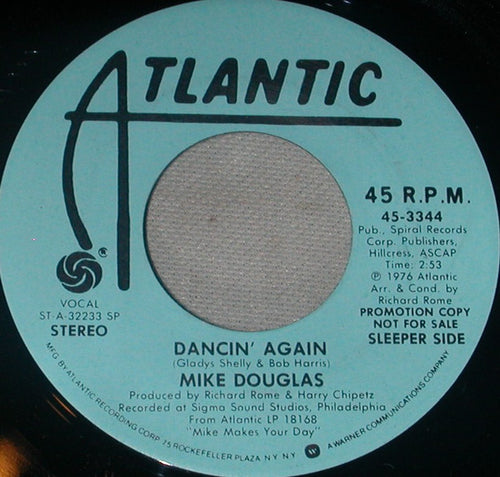 ATLANTIC
45 R.P.M.
45-3344
Pub., Spiral Records
Corp. Publishers,
Hillcress, ASCAP
Time: 2:53
℗ 1976 Atlantic
Arr. & Cond. by
Richard Rome
PROMOTION COPY
NOT FOR SALE
SLEEPER SIDE
®
VOCAL
ST-A-32233 SP
STEREO
DANCIN' AGAIN
(Gladys Shelly & Bob Harris)
MIKE DOUGLAS
Produced by Richard Rome & Harry Chipetz
Recorded at Sigma Sound Studios, Philadelphia
From Atlantic LP 18168
"Mike Makes Your Day"
MFG BY ATLANTIC RECORDING CORP. 75 ROCKEFELLER PLAZA NY NY W A WARNER COMMUNICATIONS COMPANY